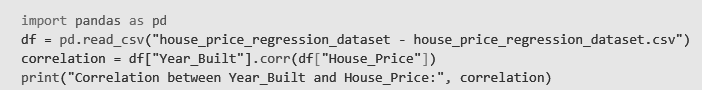 import pandas as pd
df = pd.read_csv("house_price_regression_dataset - house_price_regression_dataset.csv")
correlation = df["Year_Built"].corr(df["House_Price"])
print("Correlation between Year_Built and House_Price:", correlation)